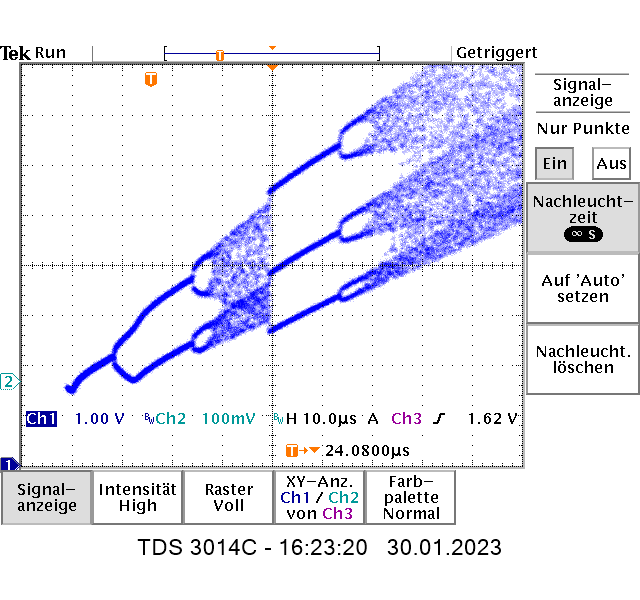 Tek Run
Getriggert
T
T
Signal-
anzeige
Nur Punkte
Ein Aus
Nachleucht-
zeit
∞ s
Auf 'Auto'
setzen
Nachleucht.
löschen
2
Ch1 1.00 V BwCh2 100mV BwH 10.0µs A Ch3 1.62 V
T 24.0800µs
1
Signal-
anzeige
Intensität
High
Raster
Voll
XY-Anz.
Ch1 / Ch2
von Ch3
Farb-
palette
Normal
TDS 3014C - 16:23:20 30.01.2023